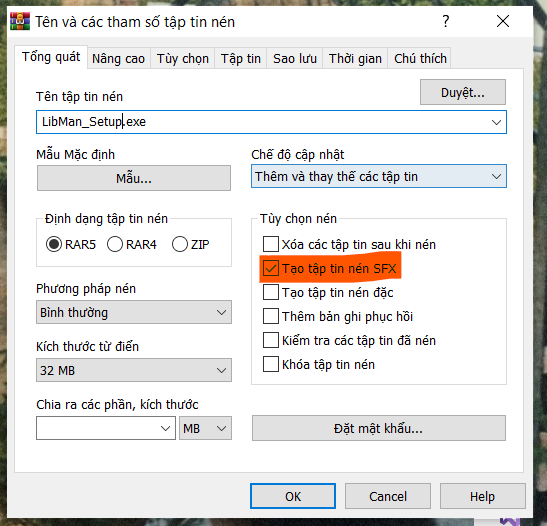 Tên và các tham số tập tin nén
Tổng quát Nâng cao Tùy chọn Tập tin Sao lưu Thời gian Chú thích
Tên tập tin nén
Duyệt...
LibMan_Setup.exe
Mẫu Mặc định
Chế độ cập nhật
Mẫu...
Thêm và thay thế các tập tin
Định dạng tập tin nén
RAR5 RAR4 ZIP
Phương pháp nén
Bình thường
Kích thước từ điển
32 MB
Chia ra các phần, kích thước
MB
Tùy chọn nén
Xóa các tập tin sau khi nén
Tạo tập tin nén SFX
Tạo tập tin nén đặc
Thêm bản ghi phục hồi
Kiểm tra các tập tin đã nén
Khóa tập tin nén
Đặt mật khẩu...
OK Cancel Help